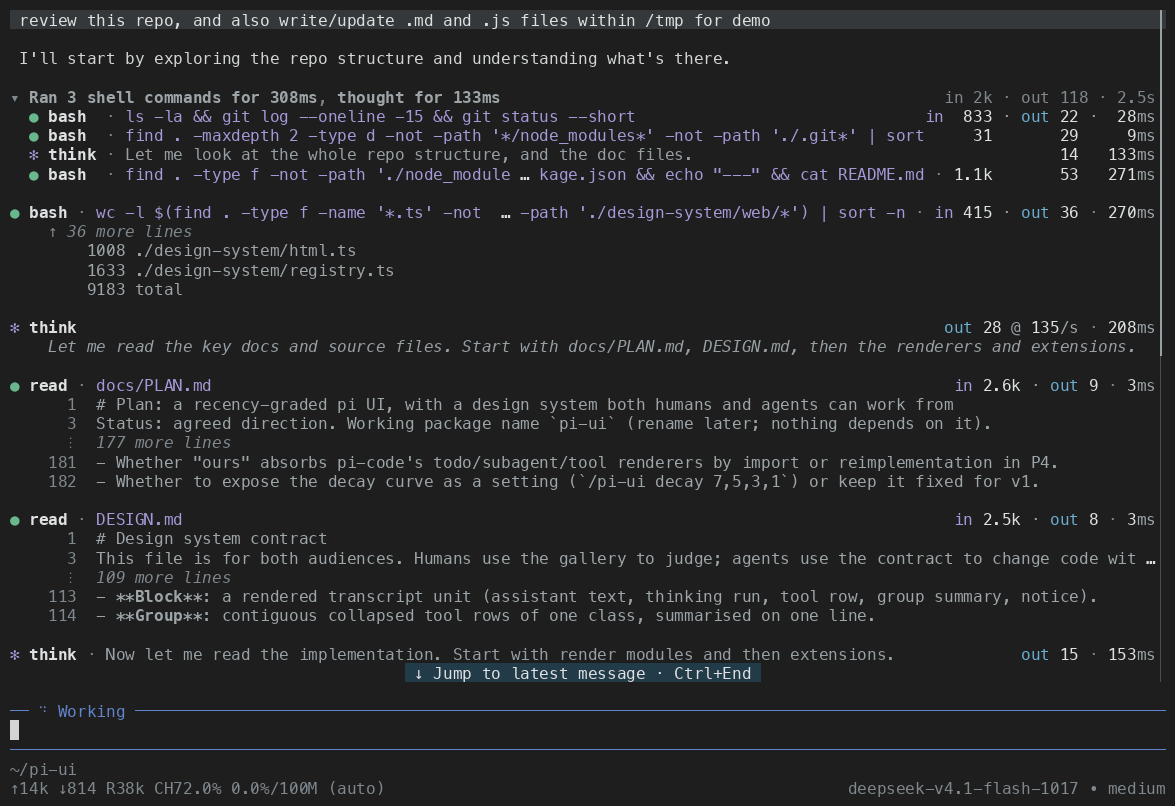 review this repo, and also write/update .md and .js files within /tmp for demo
I'll start by exploring the repo structure and understanding what's there.
▾ Ran 3 shell commands for 308ms, thought for 133ms in 2k · out 118 · 2.5s
● bash · ls -la && git log --oneline -15 && git status --short in 833 · out 22 · 28ms
● bash · find . -maxdepth 2 -type d -not -path '*/node_modules*' -not -path './.git*' | sort 31 29 9ms
✻ think · Let me look at the whole repo structure, and the doc files. 14 133ms
● bash · find . -type f -not -path './node_module … kage.json && echo "---" && cat README.md · 1.1k 53 271ms
● bash · wc -l $(find . -type f -name '*.ts' -not … -path './design-system/web/*') | sort -n · in 415 · out 36 · 270ms
↑ 36 more lines
1008 ./design-system/html.ts
1633 ./design-system/registry.ts
9183 total
✻ think out 28 @ 135/s · 208ms
Let me read the key docs and source files. Start with docs/PLAN.md, DESIGN.md, then the renderers and extensions.
● read · docs/PLAN.md in 2.6k · out 9 · 3ms
1 # Plan: a recency-graded pi UI, with a design system both humans and agents can work from
3 Status: agreed direction. Working package name `pi-ui` (rename later; nothing depends on it).
⋮ 177 more lines
181 - Whether "ours" absorbs pi-code's todo/subagent/tool renderers by import or reimplementation in P4.
182 - Whether to expose the decay curve as a setting (`/pi-ui decay 7,5,3,1`) or keep it fixed for v1.
● read · DESIGN.md in 2.5k · out 8 · 3ms
1 # Design system contract
3 This file is for both audiences. Humans use the gallery to judge; agents use the contract to change code wit …
⋮ 109 more lines
113 - **Block**: a rendered transcript unit (assistant text, thinking run, tool row, group summary, notice).
114 - **Group**: contiguous collapsed tool rows of one class, summarised on one line.
✻ think · Now let me read the implementation. Start with render modules and then extensions. out 15 · 153ms
↓ Jump to latest message · Ctrl+End
Working
~/pi-ui
↑14k ↓814 R38k CH72.0% 0.0%/100M (auto) deepseek-v4.1-flash-1017 • medium